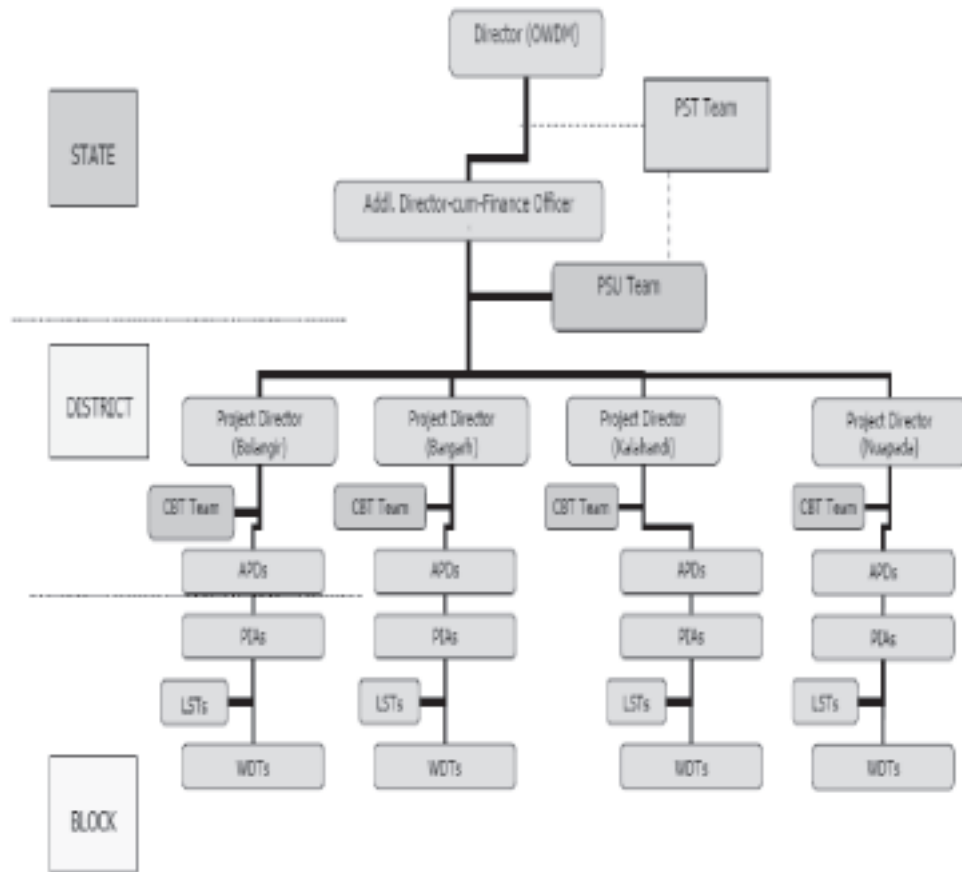 Director (OWDM)
PST Team
STATE
Addl. Director-cum-Finance Officer
PSU Team
DISTRICT
Project Director
(Bolangir)
Project Director
(Bargarh)
Project Director
(Kalahandi)
Project Director
(Nuapada)
CBT Team
CBT Team
CBT Team
CBT Team
APDs
APDs
APDs
APDs
PIAs
PIAs
PIAs
PIAs
LSTs
LSTs
LSTs
LSTs
WDTs
WDTs
WDTs
WDTs
BLOCK